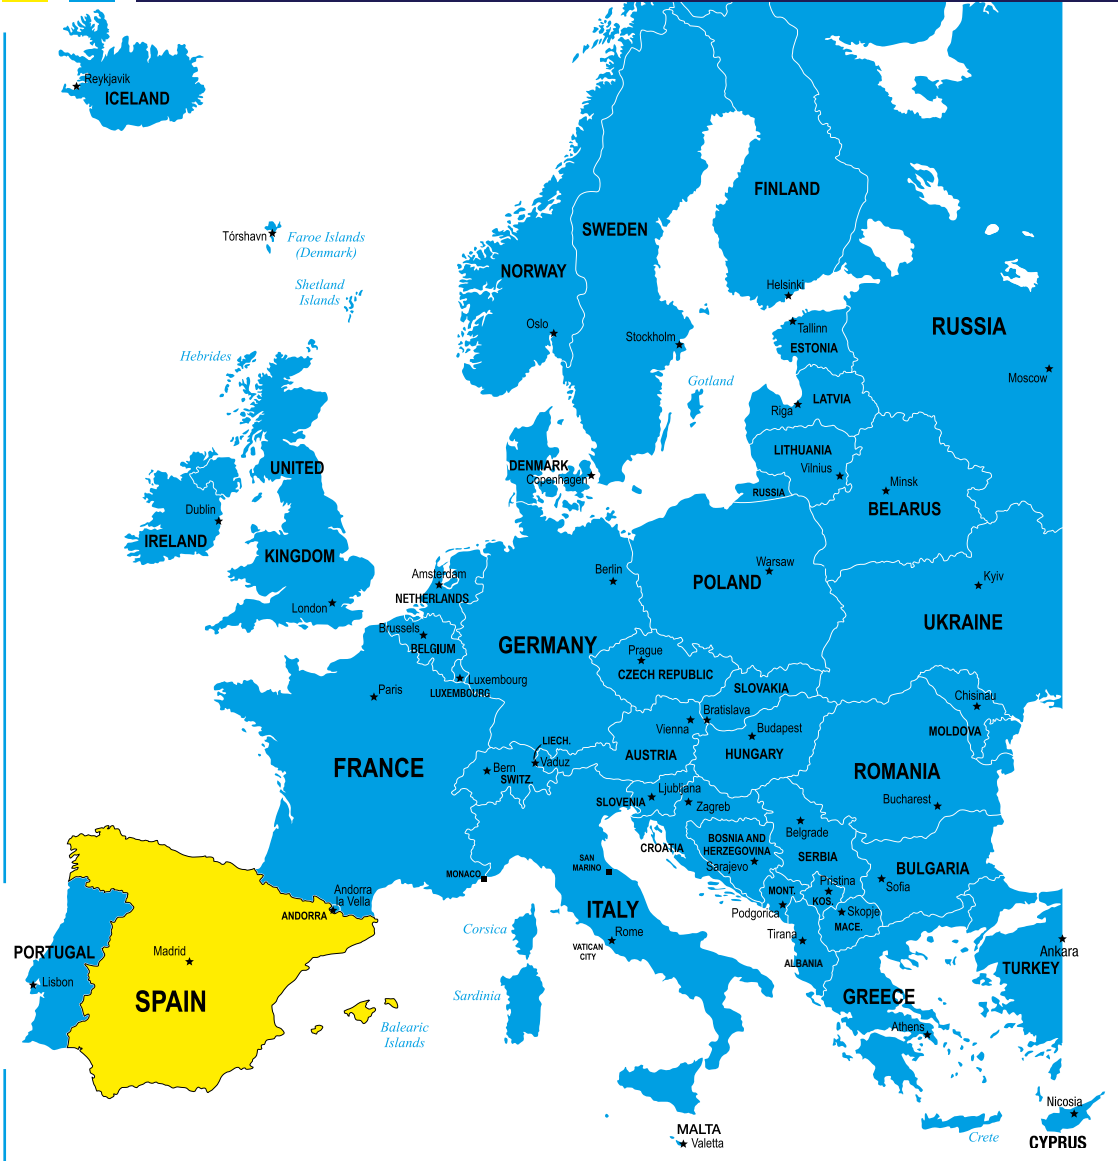 Reykjavik
ICELAND
FINLAND
SWEDEN
Tórshavn
Faroe Islands
(Denmark)
NORWAY
Shetland
Islands
Helsinki
Oslo
Tallinn
RUSSIA
Stockholm
ESTONIA
Hebrides
Moscow
Gotland
LATVIA
Riga
LITHUANIA
UNITED
DENMARK
Vilnius
Copenhagen
Minsk
RUSSIA
Dublin
BELARUS
IRELAND
KINGDOM
Warsaw
Berlin
Amsterdam
POLAND
Kyiv
NETHERLANDS
London
UKRAINE
Brussels
GERMANY
BELGIUM
Prague
CZECH REPUBLIC
Luxembourg
SLOVAKIA
Paris
LUXEMBOURG
Chisinau
Bratislava
Vienna
Budapest
MOLDOVA
LIECH.
AUSTRIA
HUNGARY
Vaduz
FRANCE
Bern
SWITZ.
ROMANIA
Ljubljana
SLOVENIA
Zagreb
Bucharest
Belgrade
BOSNIA AND
HERZEGOVINA
CROATIA
SERBIA
SAN
MARINO
Sarajevo
BULGARIA
MONACO
Pristina
Sofia
Andorra
la Vella
MONT.
KOS.
ANDORRA
ITALY
Podgorica
Skopje
MACE.
Corsica
Rome
Tirana
VATICAN
CITY
PORTUGAL
Madrid
Ankara
ALBANIA
TURKEY
Lisbon
SPAIN
Sardinia
GREECE
Balearic
Islands
Athens
Nicosia
MALTA
Valetta
Crete
CYPRUS